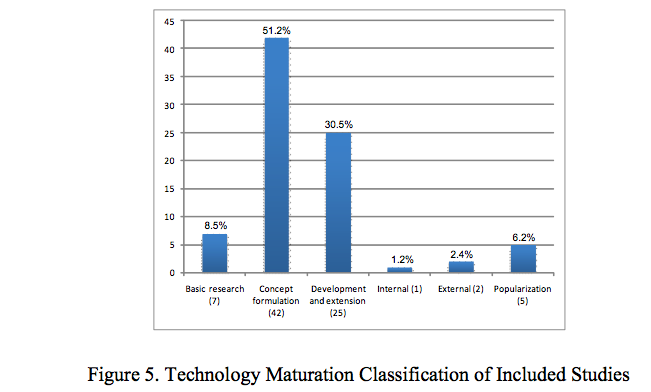 45
40
35
30
25
20
15
10
5
0
51.2%
30.5%
8.5%
1.2%
2.4%
6.2%
Basic research
(7)
Concept
formulation
(42)
Development
and extension
(25)
Internal (1)
External (2)
Popularization
(5)
Figure 5. Technology Maturation Classification of Included Studies